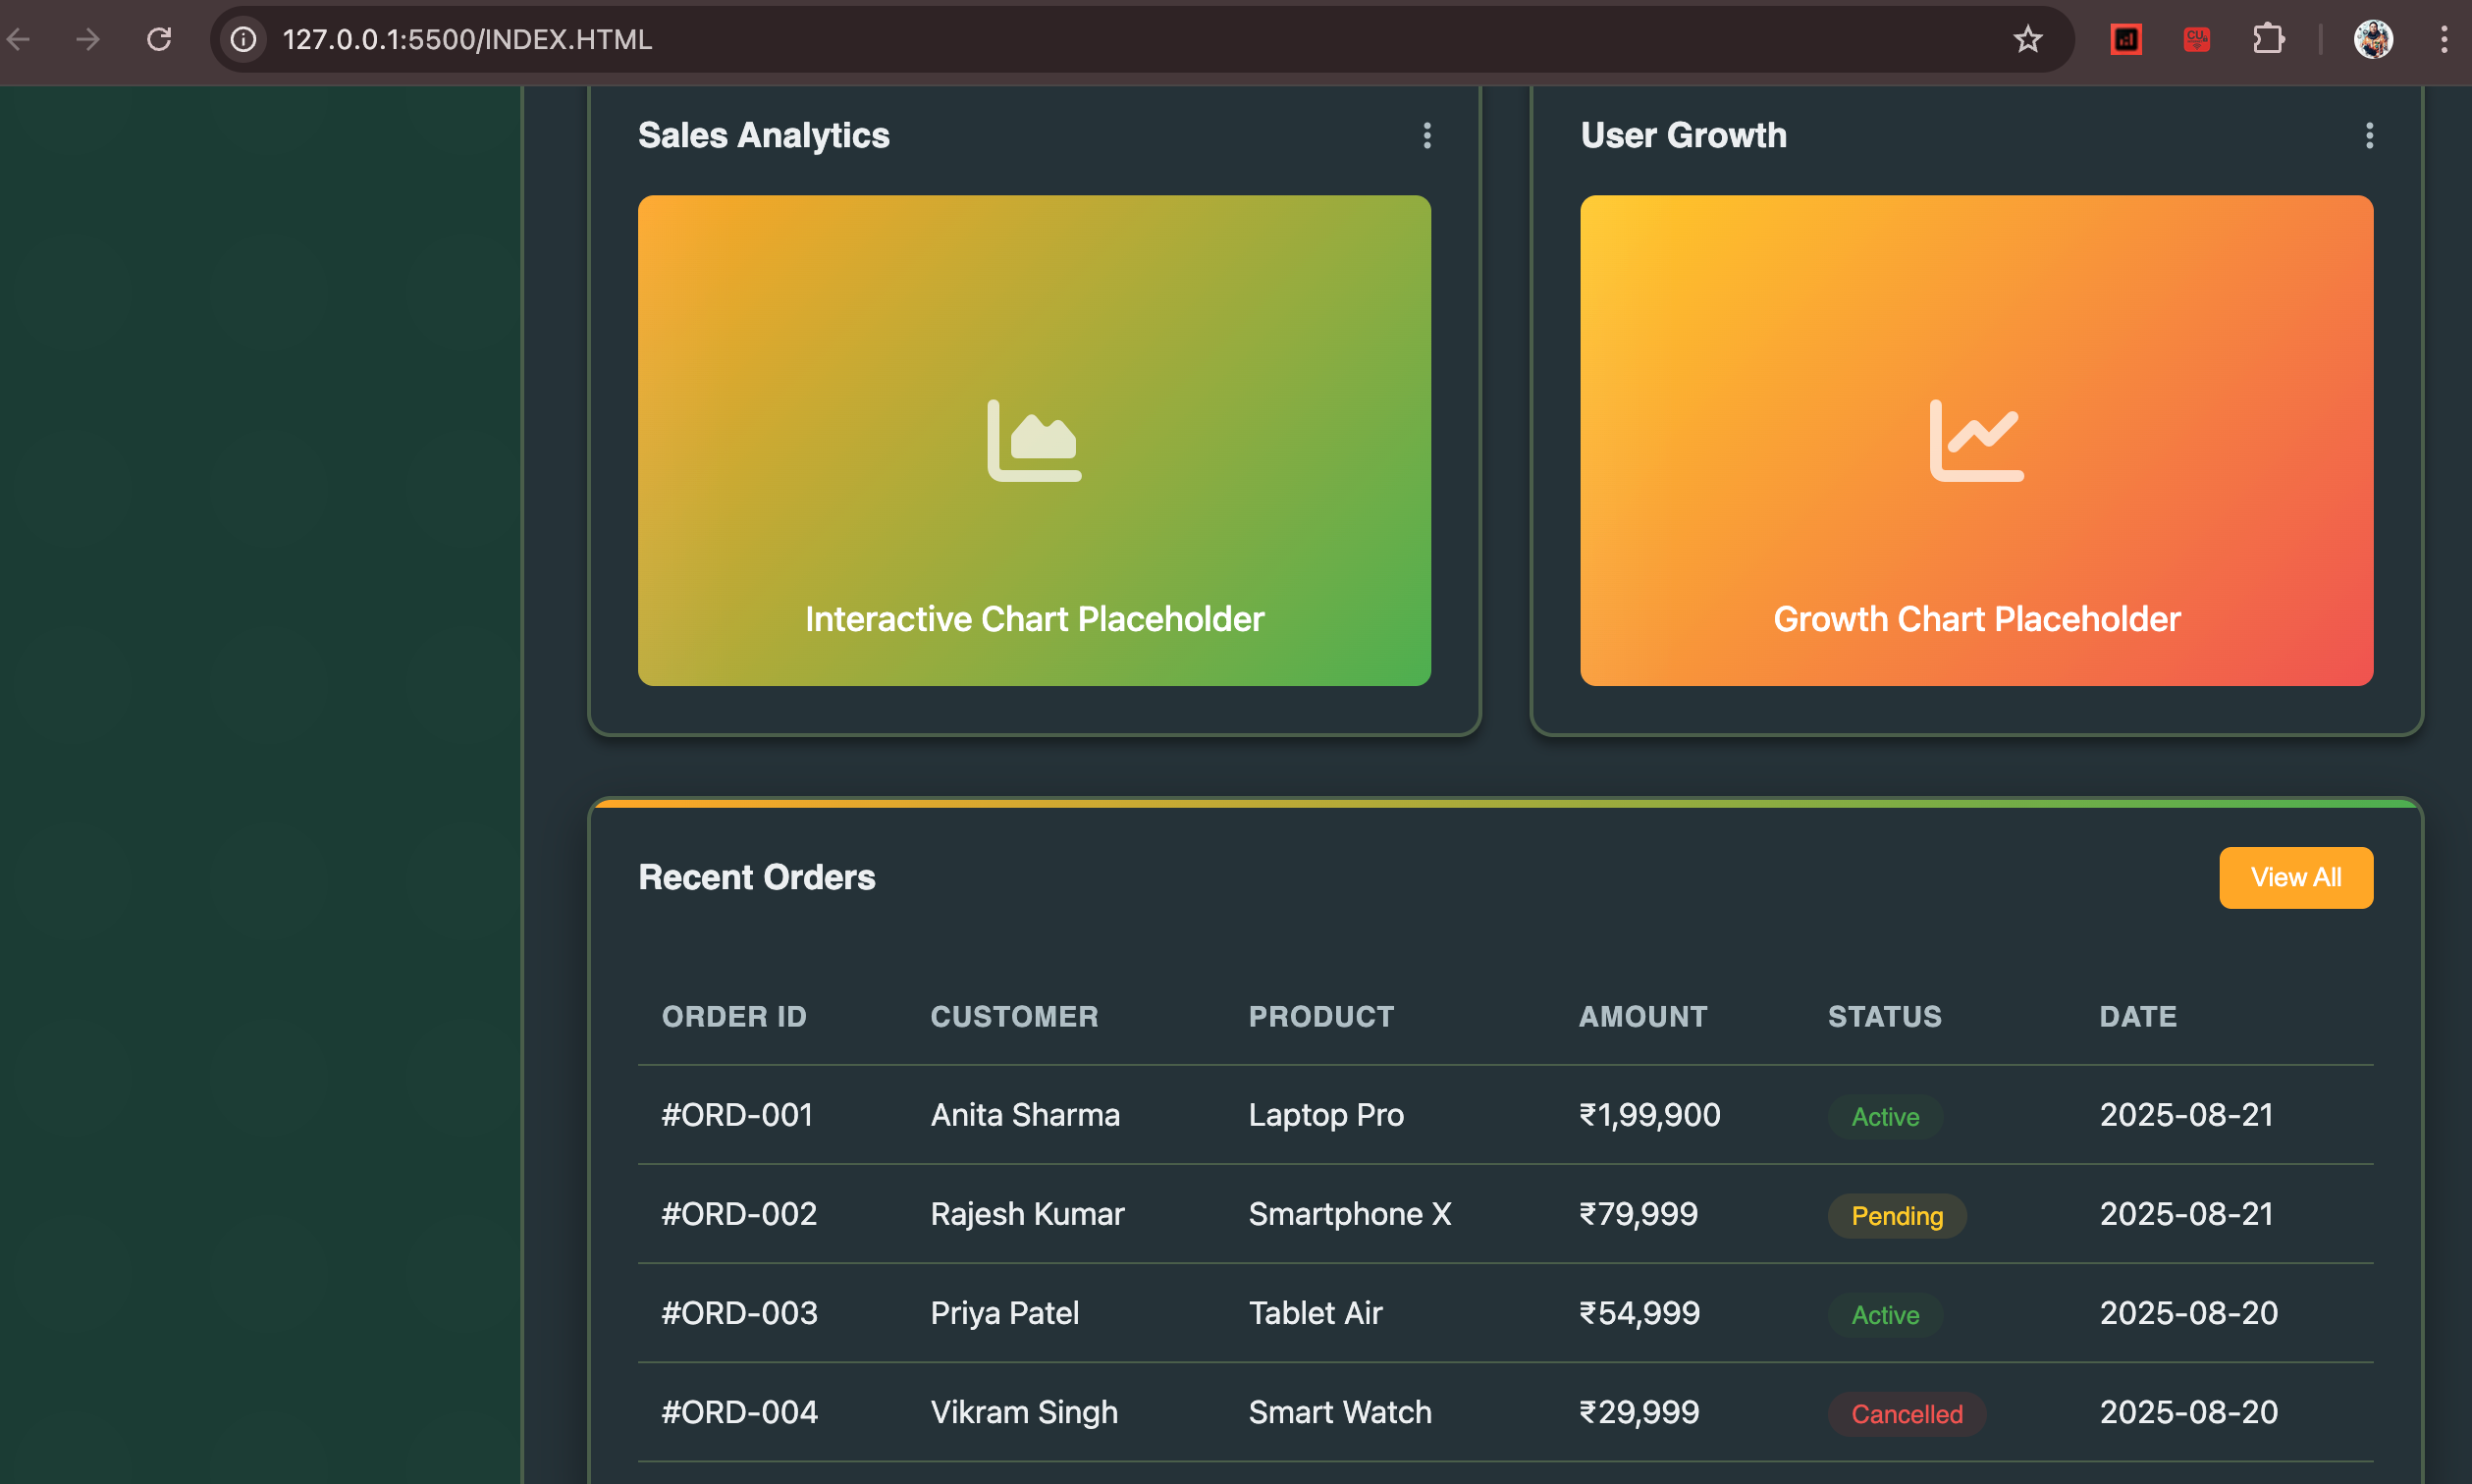 127.0.0.1:5500/INDEX.HTML
CU
Sales Analytics
User Growth
Interactive Chart Placeholder
Growth Chart Placeholder
Recent Orders
View All
ORDER ID CUSTOMER PRODUCT AMOUNT STATUS DATE
#ORD-001 Anita Sharma Laptop Pro ₹1,99,900 Active 2025-08-21
#ORD-002 Rajesh Kumar Smartphone X ₹79,999 Pending 2025-08-21
#ORD-003 Priya Patel Tablet Air ₹54,999 Active 2025-08-20
#ORD-004 Vikram Singh Smart Watch ₹29,999 Cancelled 2025-08-20